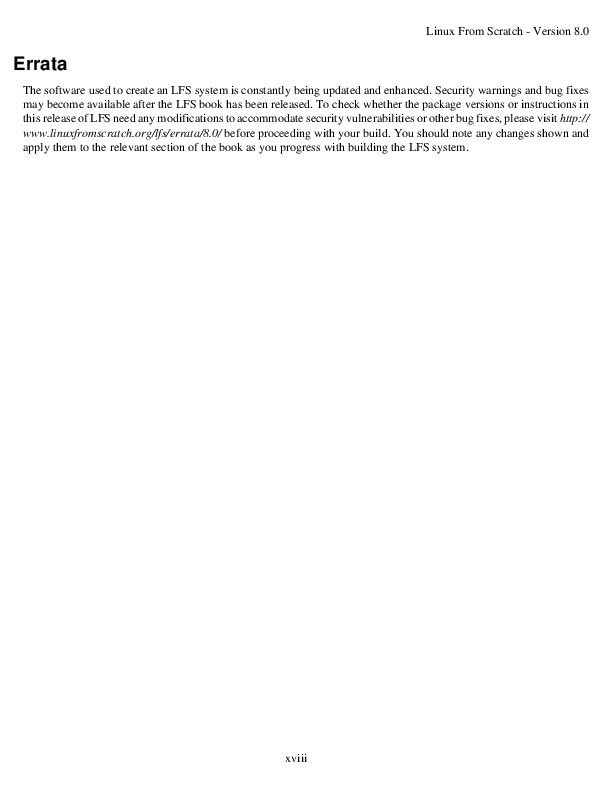 Linux From Scratch - Version 8.0
Errata
The software used to create an LFS system is constantly being updated and enhanced. Security warnings and bug fixes
may become available after the LFS book has been released. To check whether the package versions or instructions in
this release of LFS need any modifications to accommodate security vulnerabilities or other bug fixes, please visit http://
www.linuxfromscratch.org/lfs/errata/8.0/ before proceeding with your build. You should note any changes shown and
apply them to the relevant section of the book as you progress with building the LFS system.
xviii